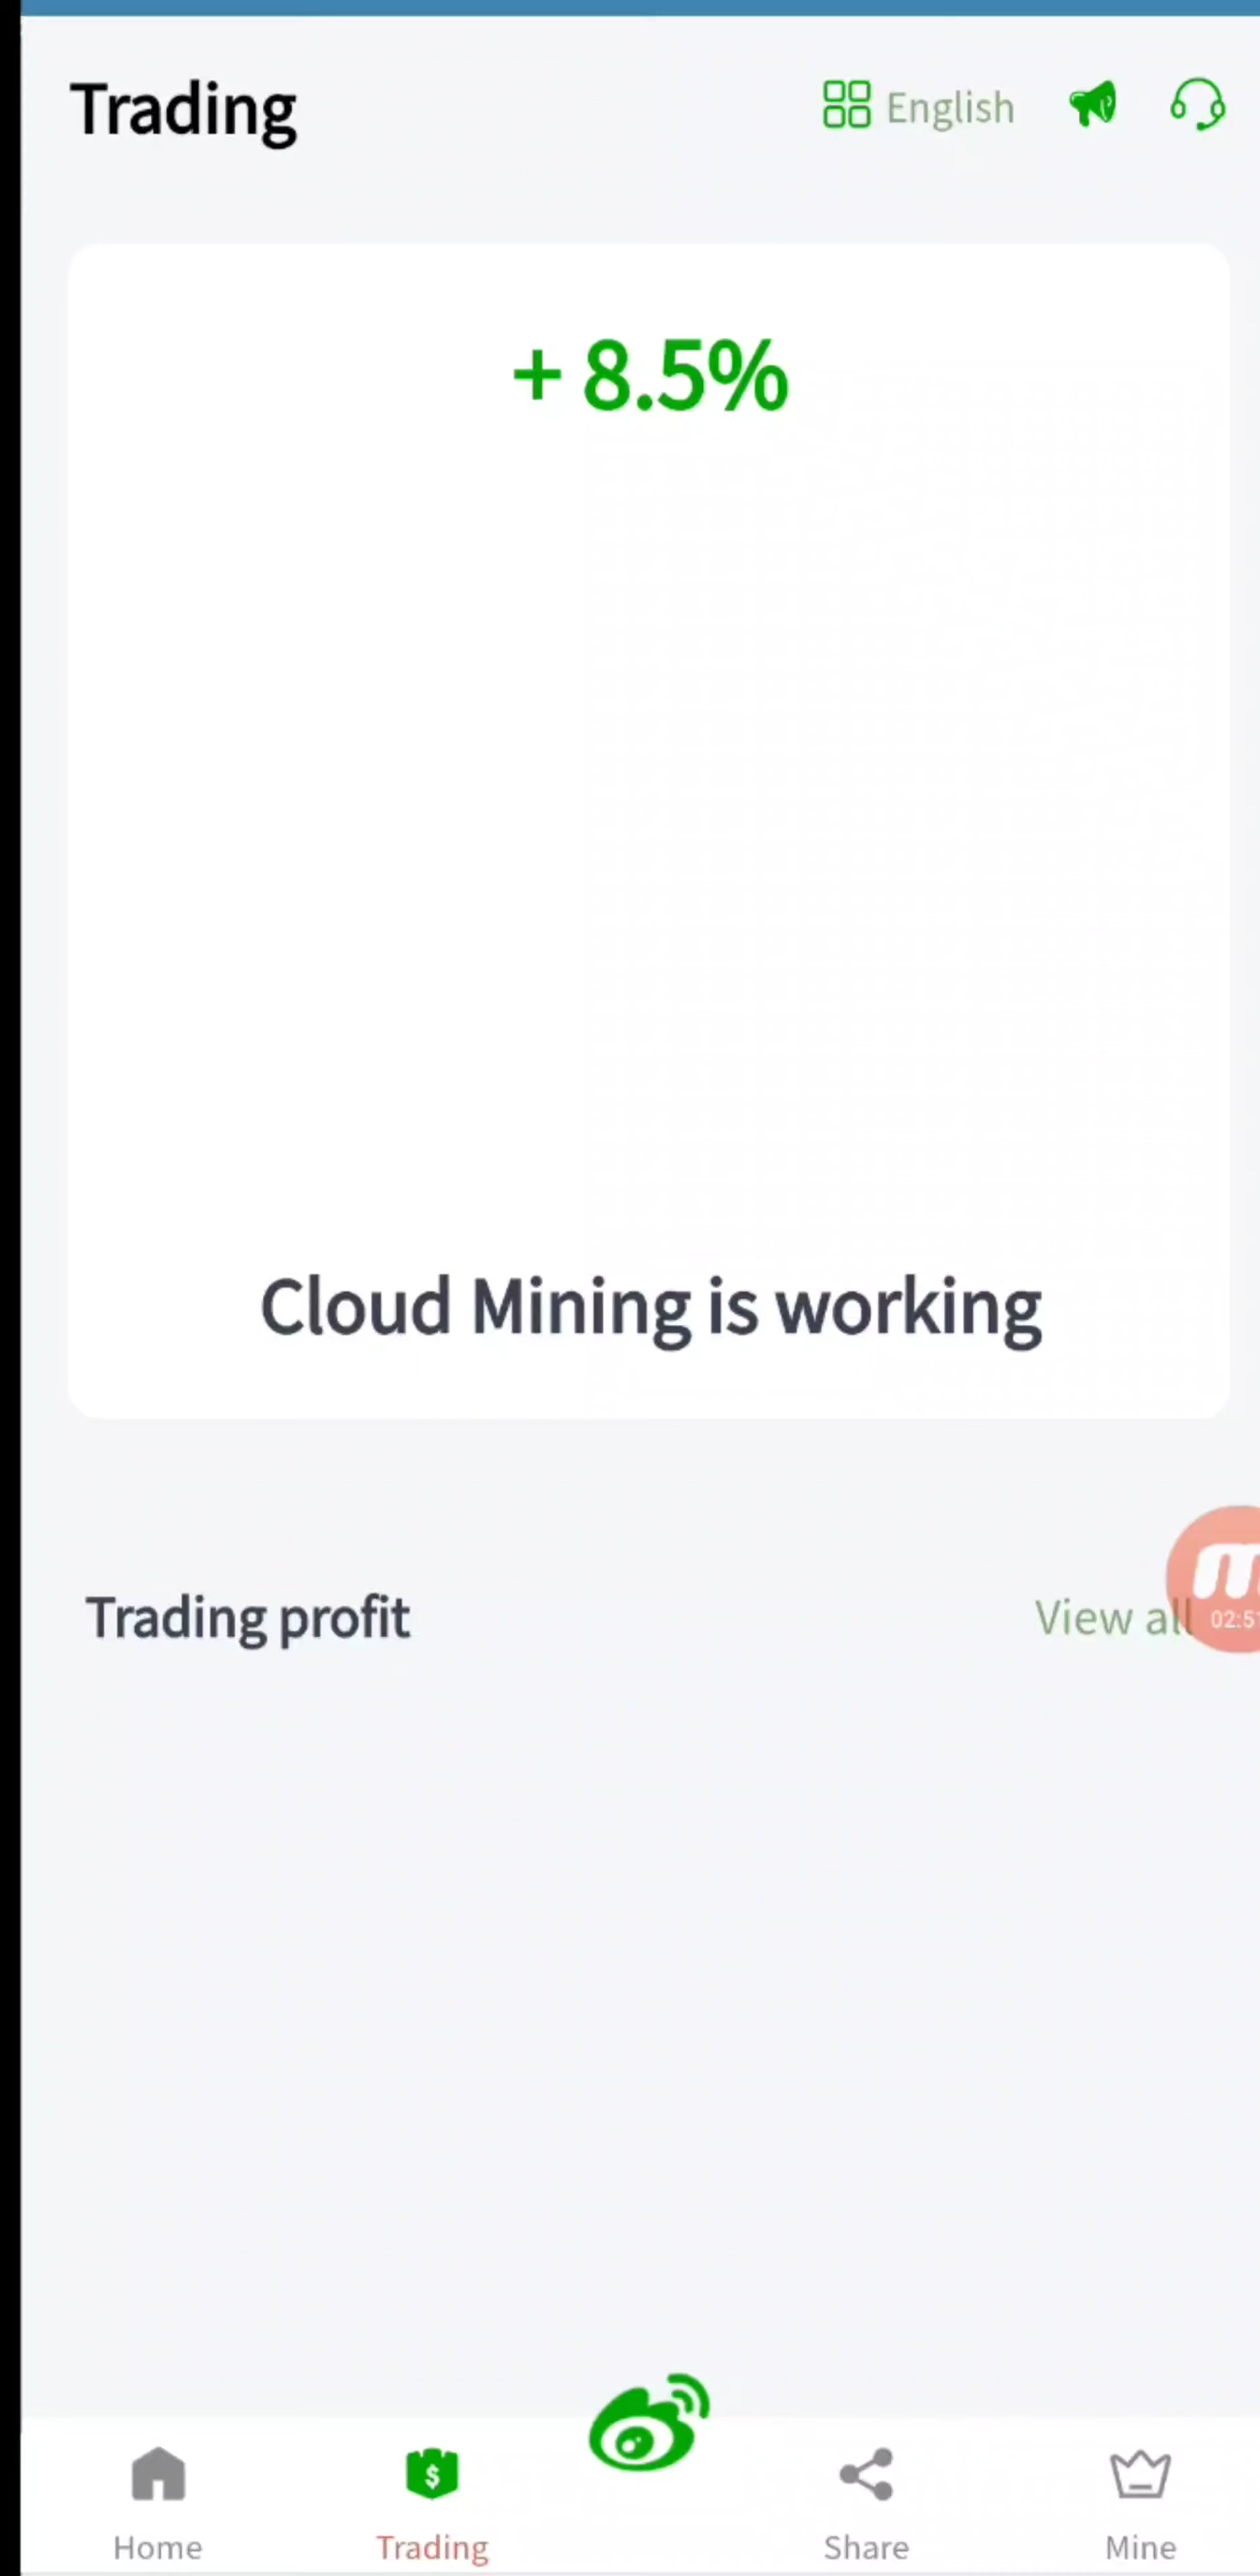 Trading
English
+ 8.5%
Cloud Mining is working
Trading profit
View all
Home
Trading
Share
Mine